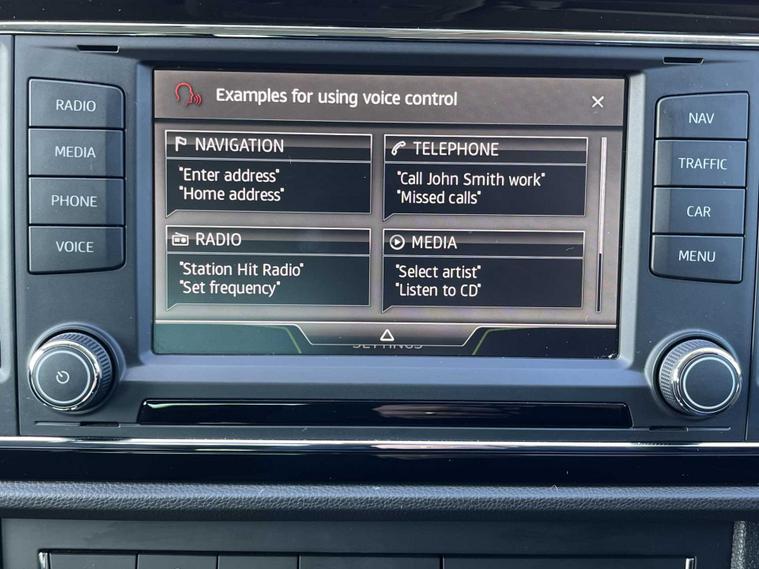 Examples for using voice control
RADIO
MEDIA
PHONE
VOICE
NAVIGATION
"Enter address"
"Home address"
TELEPHONE
"Call John Smith work"
"Missed calls"
RADIO
"Station Hit Radio"
"Set frequency"
MEDIA
"Select artist"
"Listen to CD"
SETTINGS
NAV
TRAFFIC
CAR
MENU